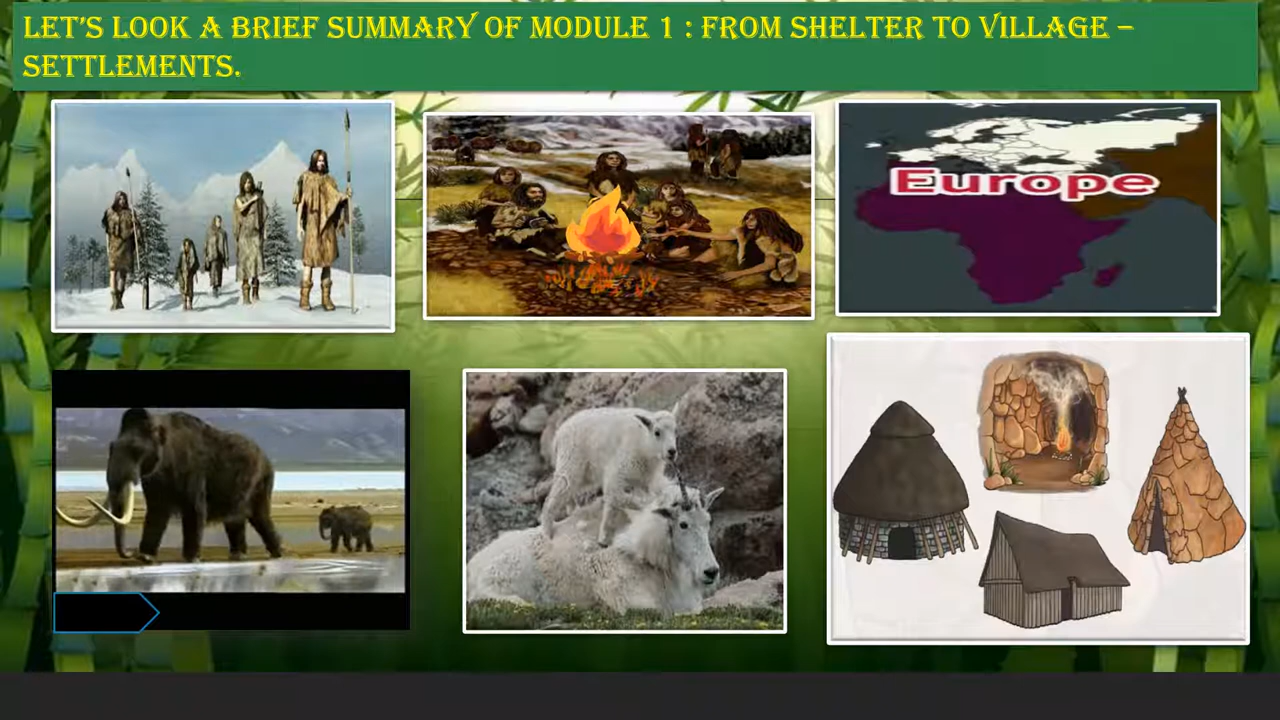 LET'S LOOK A BRIEF SUMMARY OF MODULE 1 : FROM SHELTER TO VILLAGE –
SETTLEMENTS.
Europe